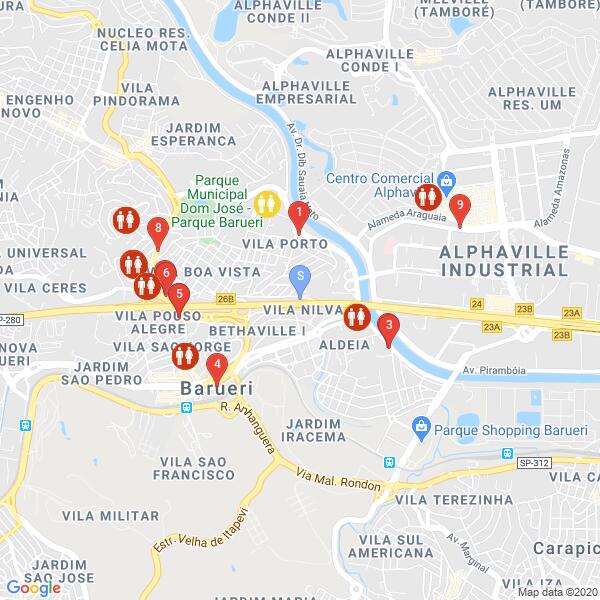 ALPHAVILLE
CONDE II
MELVILLE
(TAMBORÉ)
(TAMBORÉ
NUCLEO RES.
CELIA MOTA
ALPHAVILLE
CONDE I
VILA
PINDORAMA
ALPHAVILLE
EMPRESARIAL
ALPHAVILLE
RES. UM
ENGENHO
NOVO
JARDIM
ESPERANCA
Av. Dr. Dib Sauaia Neto
Alameda Amazonas
Parque
Municipal
Dom José -
Parque Barueri
Centro Comercial
Alphaville
1
9
Alameda Araguaia
8
VILA PORTO
UNIVERSAL
ALPHAVILLE
INDUSTRIAL
BOA VISTA
6
S
VILA CERES
5
26B
24
23A
SP-280
VILA POUSO
ALEGRE
VILA NILVA
BETHAVILLE I
23A
23B
23B
3
NOVA
VILA SAO JORGE
ALDEIA
JARDIM
SAO PEDRO
4
Av. Pirambóia
Barueri
R. Anhanguera
JARDIM
IRACEMA
Parque Shopping Barueri
VILA SAO
FRANCISCO
Via Mal. Rondon
SP-312
VILA TEREZINHA
VILA MILITAR
Estr. Velha de Itapevi
VILA SUL
AMERICANA
Av. Marginal
Carapic
JARDIM
SAO JOSE
VILA IZA
JARDIM MARIA
Google
Map data ©2020